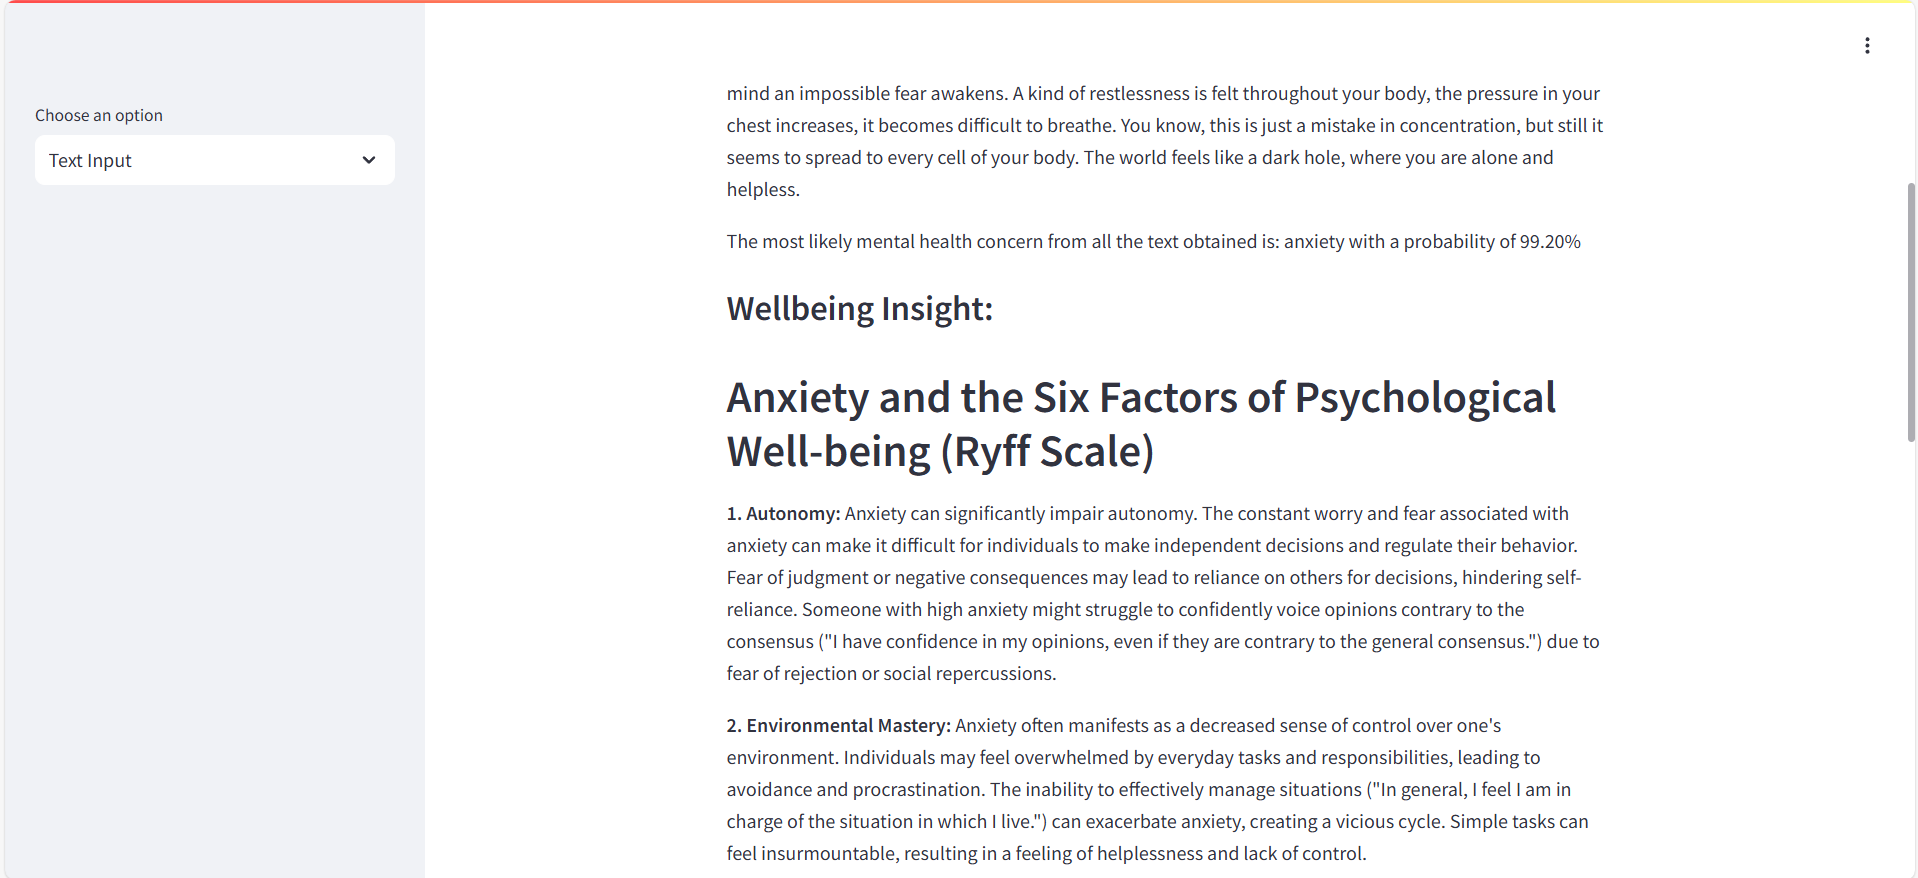 Choose an option
Text Input
mind an impossible fear awakens. A kind of restlessness is felt throughout your body, the pressure in your
chest increases, it becomes difficult to breathe. You know, this is just a mistake in concentration, but still it
seems to spread to every cell of your body. The world feels like a dark hole, where you are alone and
helpless.
The most likely mental health concern from all the text obtained is: anxiety with a probability of 99.20%
Wellbeing Insight:
Anxiety and the Six Factors of Psychological
Well-being (Ryff Scale)
1. Autonomy: Anxiety can significantly impair autonomy. The constant worry and fear associated with
anxiety can make it difficult for individuals to make independent decisions and regulate their behavior.
Fear of judgment or negative consequences may lead to reliance on others for decisions, hindering self-
reliance. Someone with high anxiety might struggle to confidently voice opinions contrary to the
consensus ("I have confidence in my opinions, even if they are contrary to the general consensus.") due to
fear of rejection or social repercussions.
2. Environmental Mastery: Anxiety often manifests as a decreased sense of control over one's
environment. Individuals may feel overwhelmed by everyday tasks and responsibilities, leading to
avoidance and procrastination. The inability to effectively manage situations ("In general, I feel I am in
charge of the situation in which I live.") can exacerbate anxiety, creating a vicious cycle. Simple tasks can
feel insurmountable, resulting in a feeling of helplessness and lack of control.